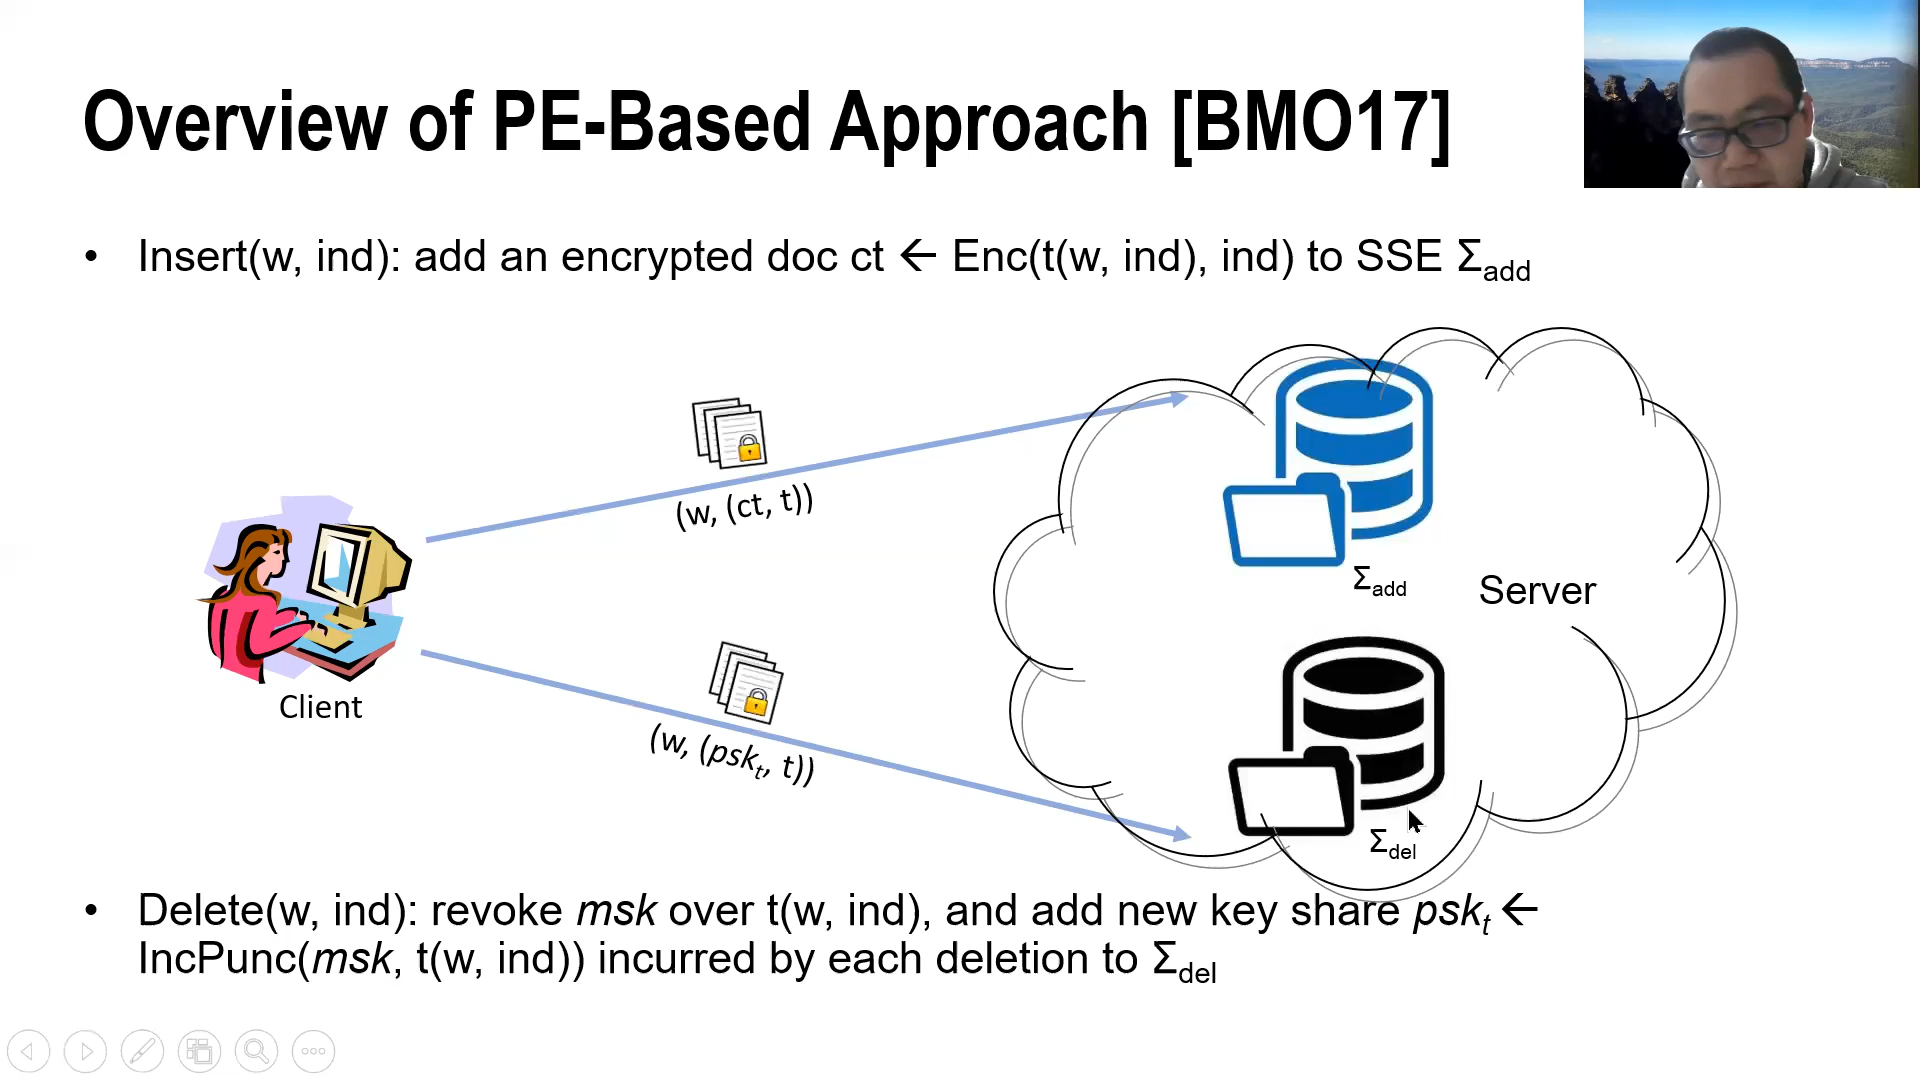 Overview of PE-Based Approach [BMO17]
• Insert(w, ind): add an encrypted doc ct ← Enc(t(w, ind), ind) to SSE Σadd
(w, (ct, t))
Σadd
Server
Client
(w, (pskt, t))
Σdel
• Delete(w, ind): revoke msk over t(w, ind), and add new key share pskt ←
IncPunc(msk, t(w, ind)) incurred by each deletion to Σdel